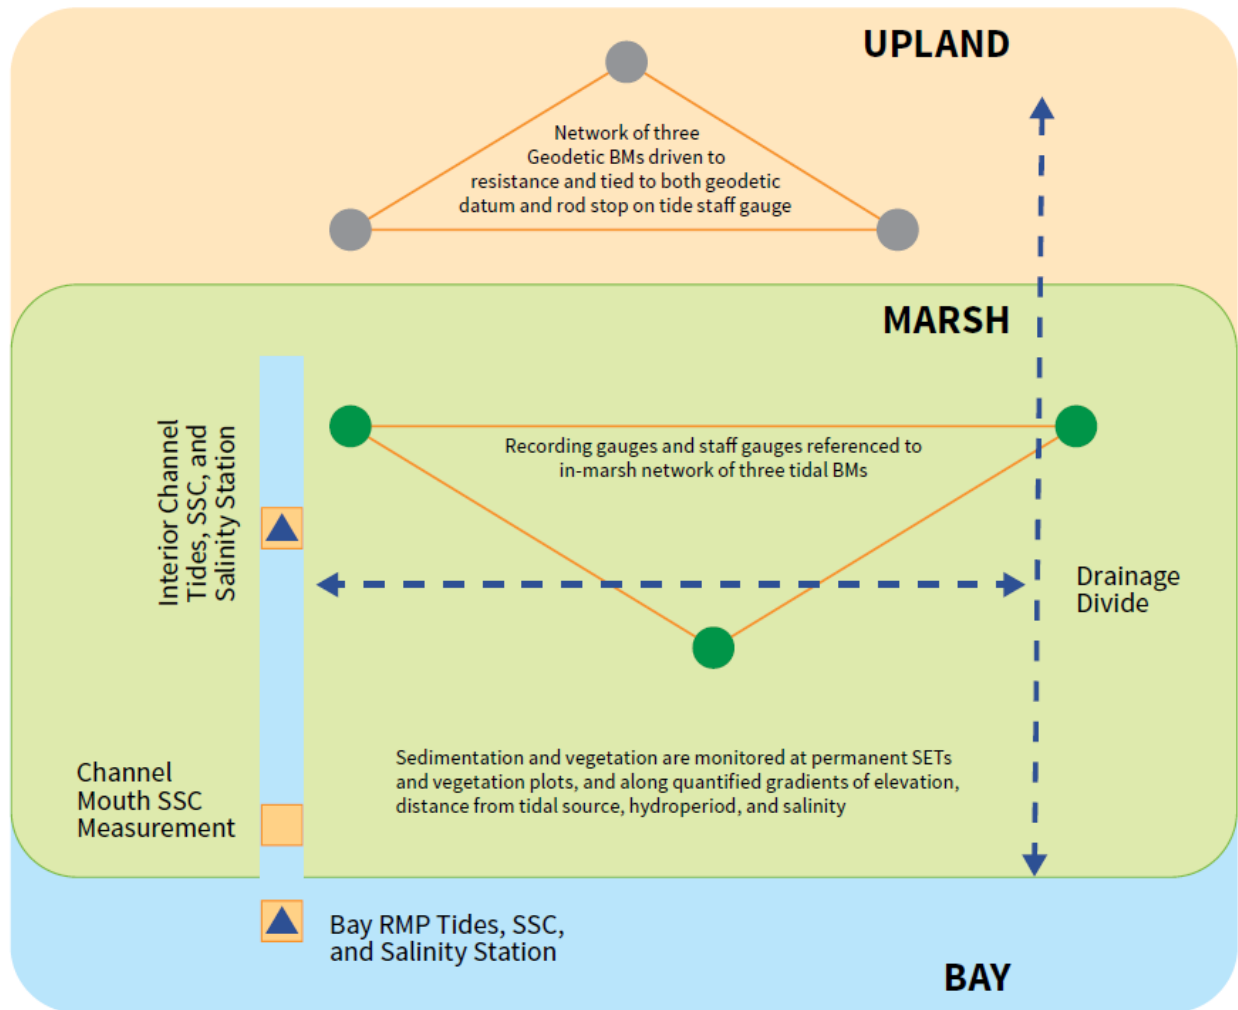 UPLAND
Network of three
Geodetic BMs driven to
resistance and tied to both geodetic
datum and rod stop on tide staff gauge
MARSH
Interior Channel
Tides, SSC, and
Salinity Station
Recording gauges and staff gauges referenced to
in-marsh network of three tidal BMs
Drainage
Divide
Channel
Mouth SSC
Measurement
Sedimentation and vegetation are monitored at permanent SETs
and vegetation plots, and along quantified gradients of elevation,
distance from tidal source, hydroperiod, and salinity
Bay RMP Tides, SSC,
and Salinity Station
BAY